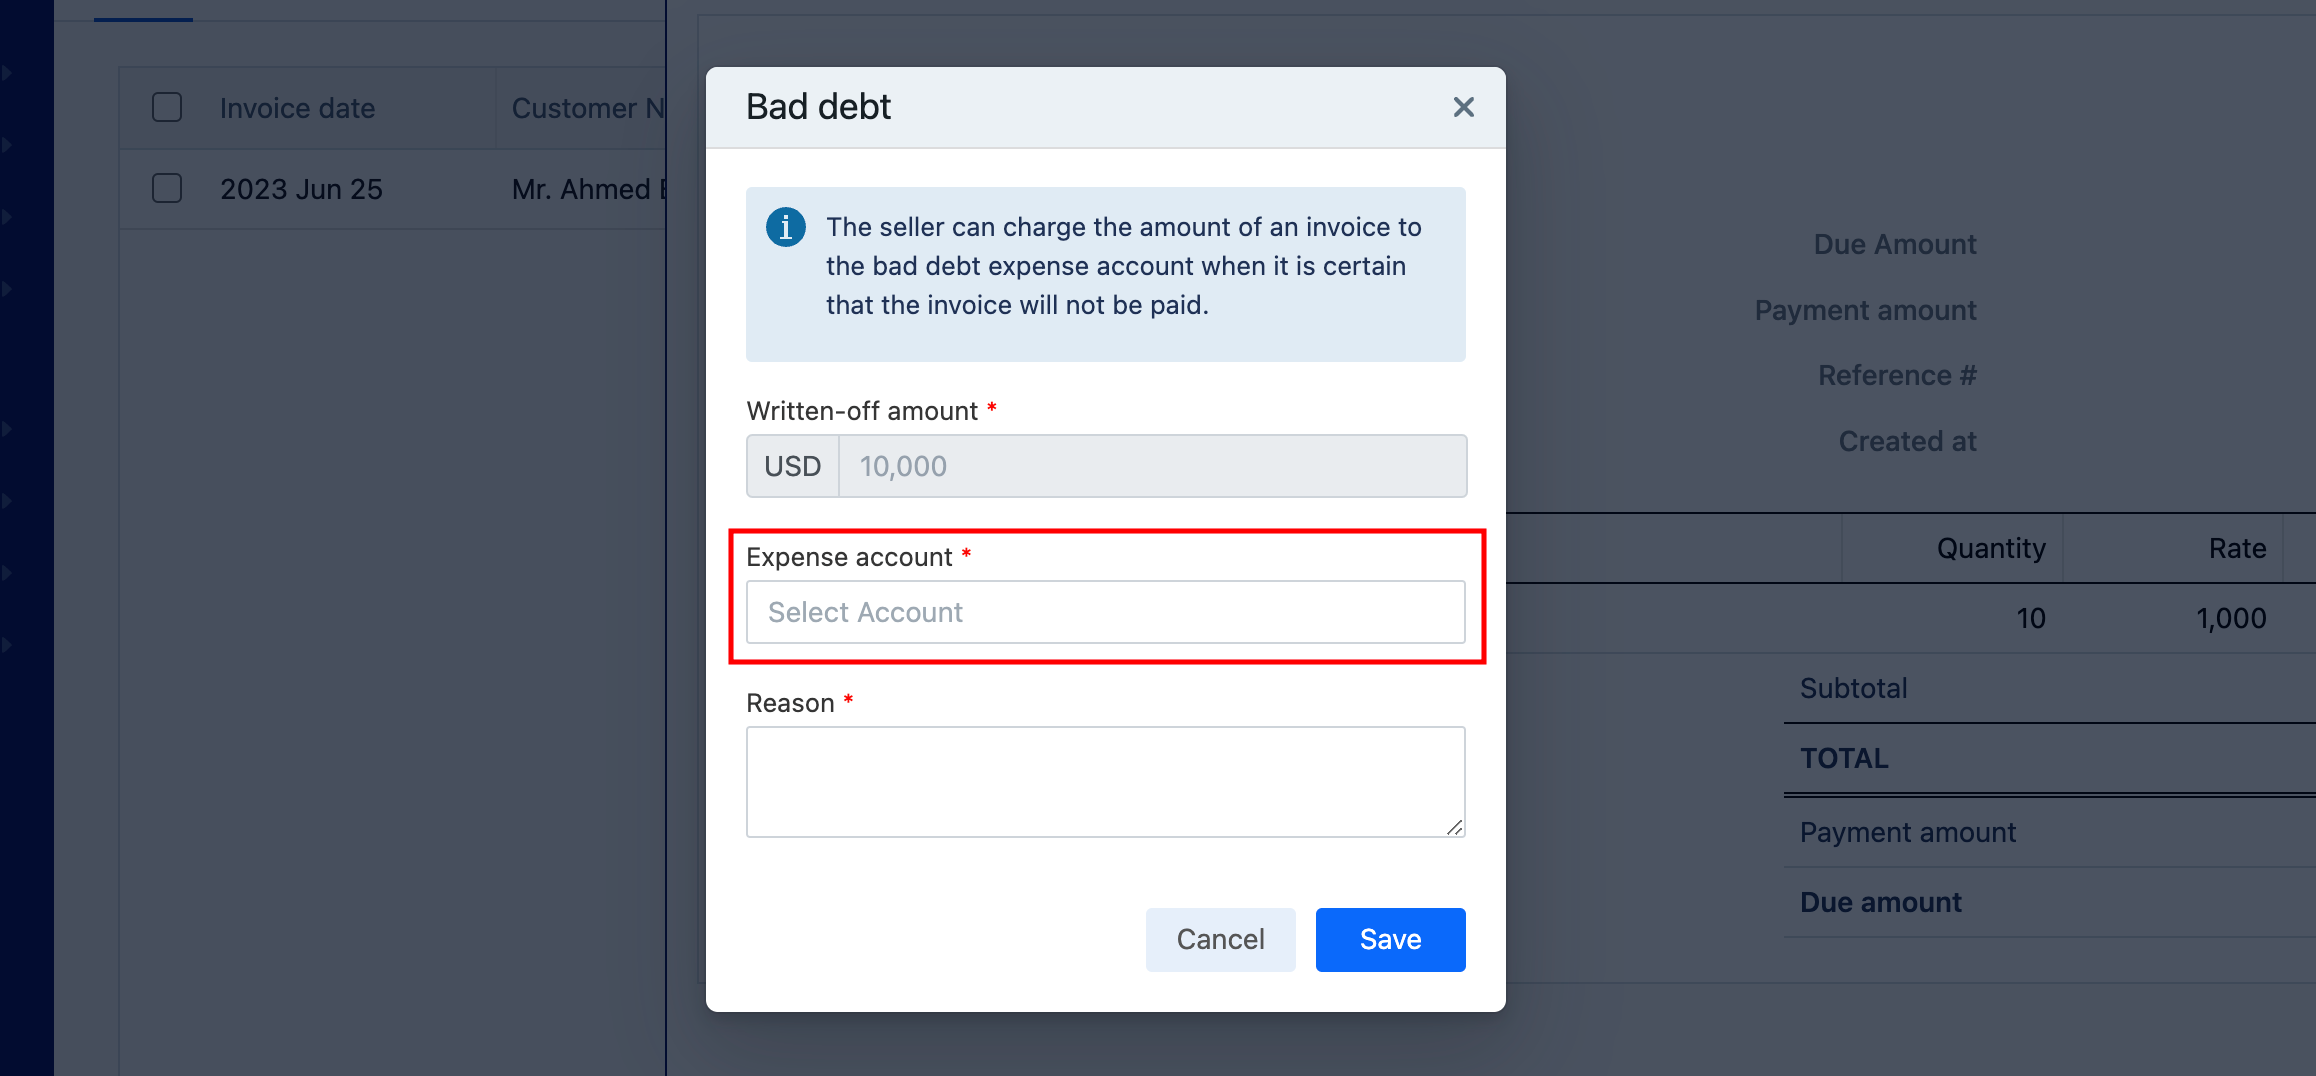 Invoice date
Customer N
2023 Jun 25
Mr. Ahmed
Bad debt
The seller can charge the amount of an invoice to
the bad debt expense account when it is certain
that the invoice will not be paid.
Written-off amount *
USD 10,000
Expense account *
Select Account
Reason *
Cancel
Save
Due Amount
Payment amount
Reference #
Created at
Quantity
Rate
10
1,000
Subtotal
TOTAL
Payment amount
Due amount